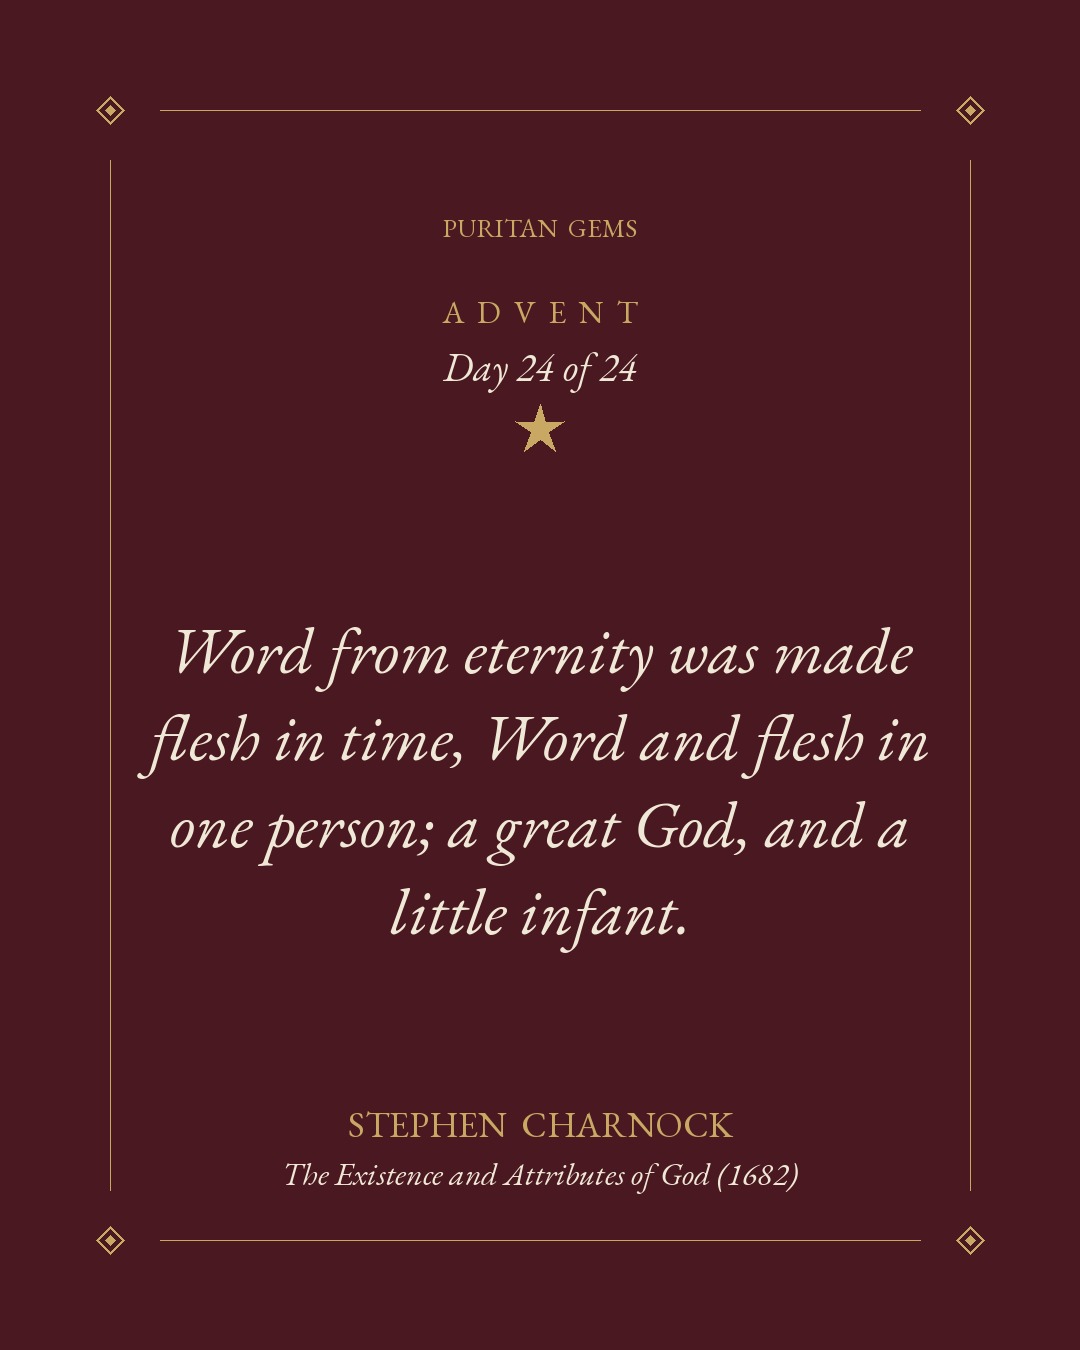 PURITAN GEMS
ADVENT
Day 24 of 24
Word from eternity was made
flesh in time, Word and flesh in
one person; a great God, and a
little infant.
STEPHEN CHARNOCK
The Existence and Attributes of God (1682)